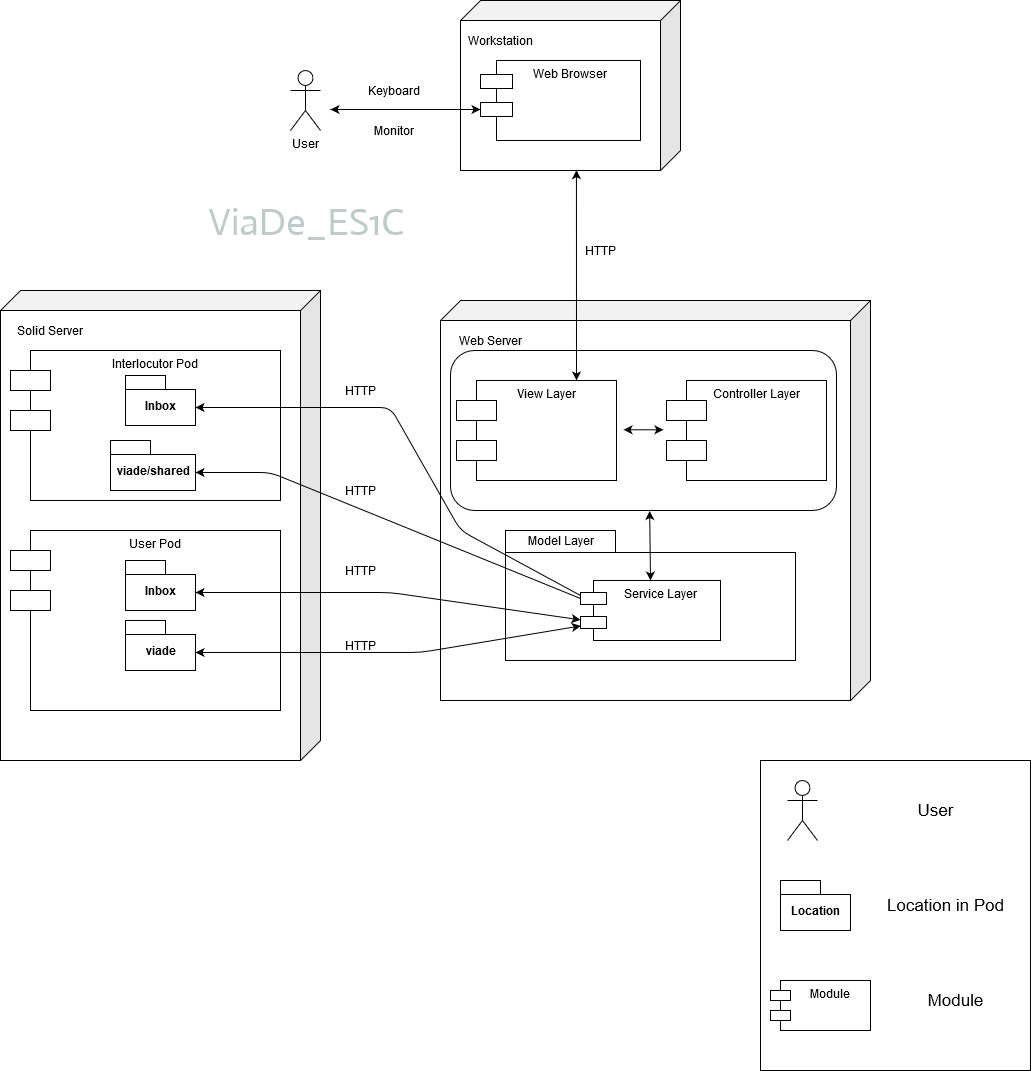 Workstation
Web Browser
Keyboard
Monitor
User
ViaDe_ES1C
HTTP
Solid Server
Interlocutor Pod
Inbox
viade/shared
User Pod
Inbox
viade
HTTP
HTTP
HTTP
HTTP
Web Server
View Layer
Controller Layer
Model Layer
Service Layer
User
Location
Location in Pod
Module
Module